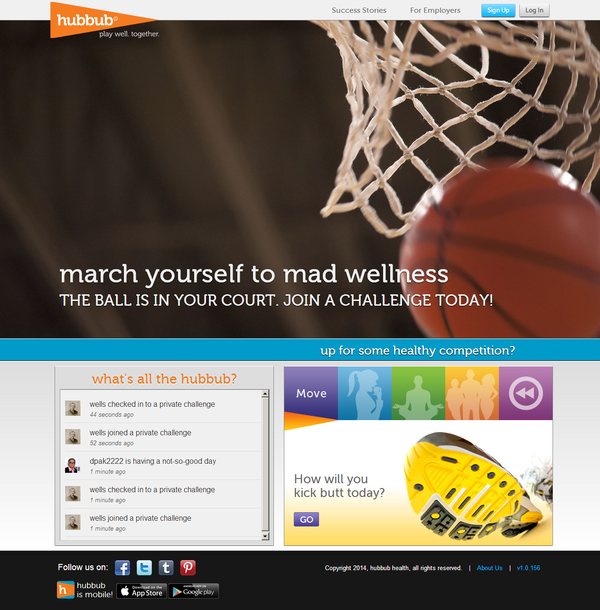 hubbub®
play well. together.
Success Stories
For Employers
Sign Up
Log In
march yourself to mad wellness
THE BALL IS IN YOUR COURT. JOIN A CHALLENGE TODAY!
up for some healthy competition?
what's all the hubbub?
wells checked in to a private challenge
44 seconds ago
wells joined a private challenge
52 seconds ago
dpak2222 is having a not-so-good day
1 minute ago
wells checked in to a private challenge
1 minute ago
wells joined a private challenge
1 minute ago
Move
How will you
kick butt today?
GO
Follow us on:
Copyright 2014, hubbub health, all rights reserved. | About Us | v1.0.156
h
hubbub
is mobile!
Download on the
App Store
Google play